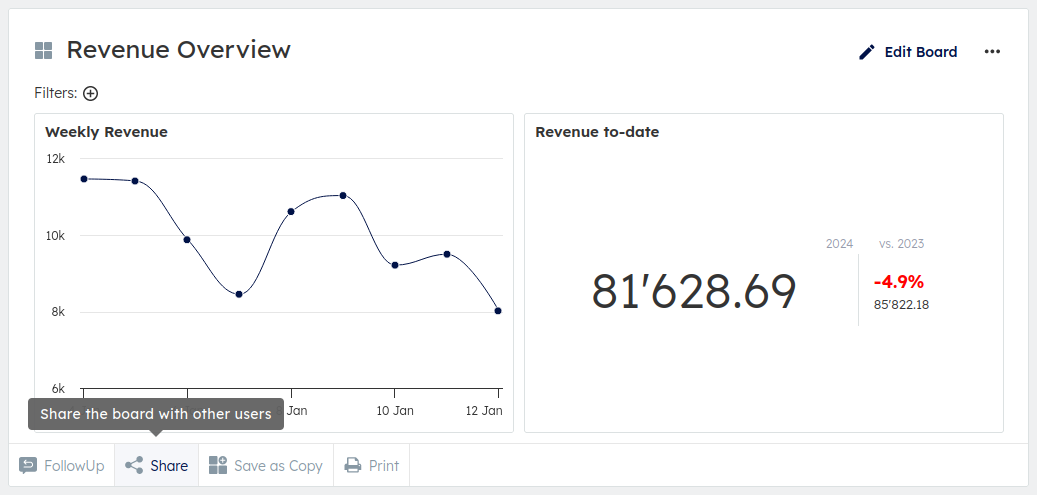 Revenue Overview
Edit Board
Filters:
Weekly Revenue
12k
10k
8k
6k
Jan
10 Jan
12 Jan
Revenue to-date
2024
vs. 2023
81'628.69
-4.9%
85'822.18
Share the board with other users
FollowUp
Share
Save as Copy
Print